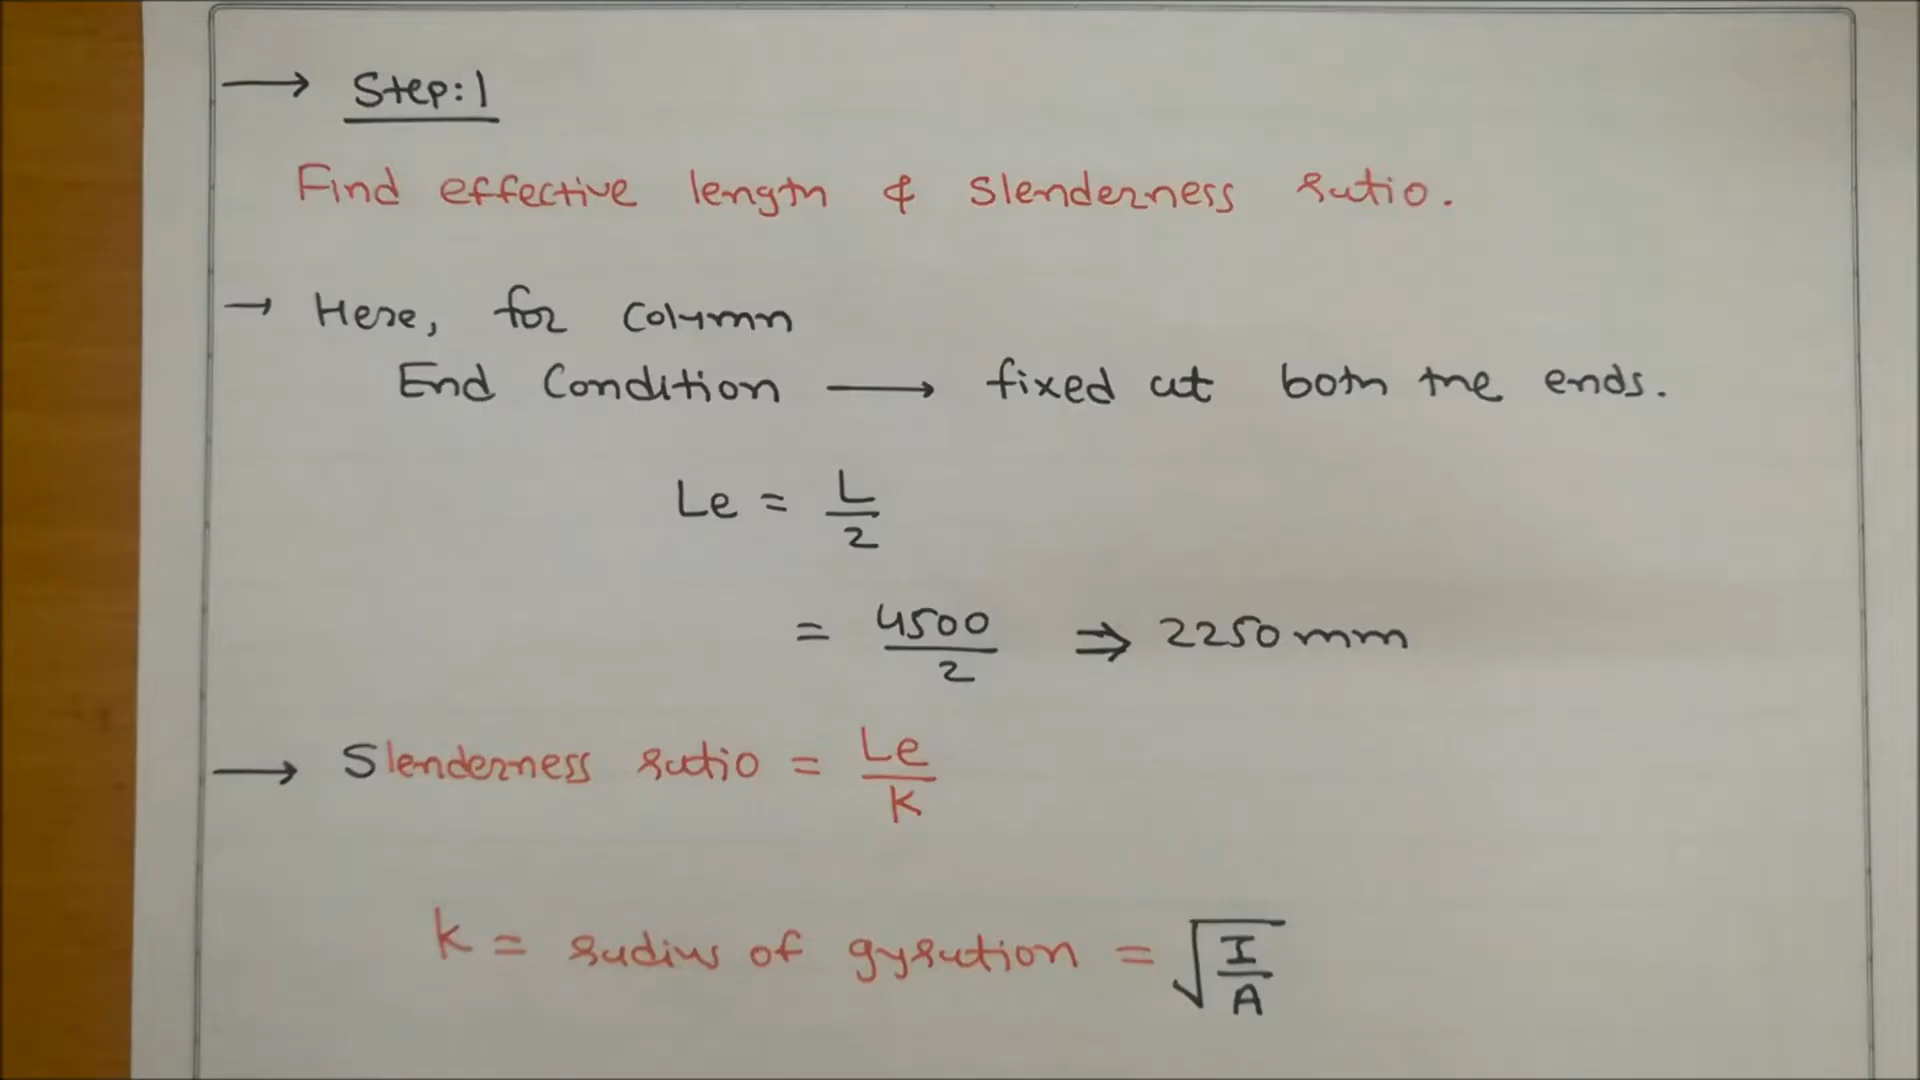 → Step:1
Find effective length & Slenderness ratio.
→ Here, for Column
End Condition → fixed at both the ends.
Le = L/2
= 4500/2 ⇒ 2250 mm
→ Slenderness ratio = Le/K
K = radius of gyration = √(I/A)